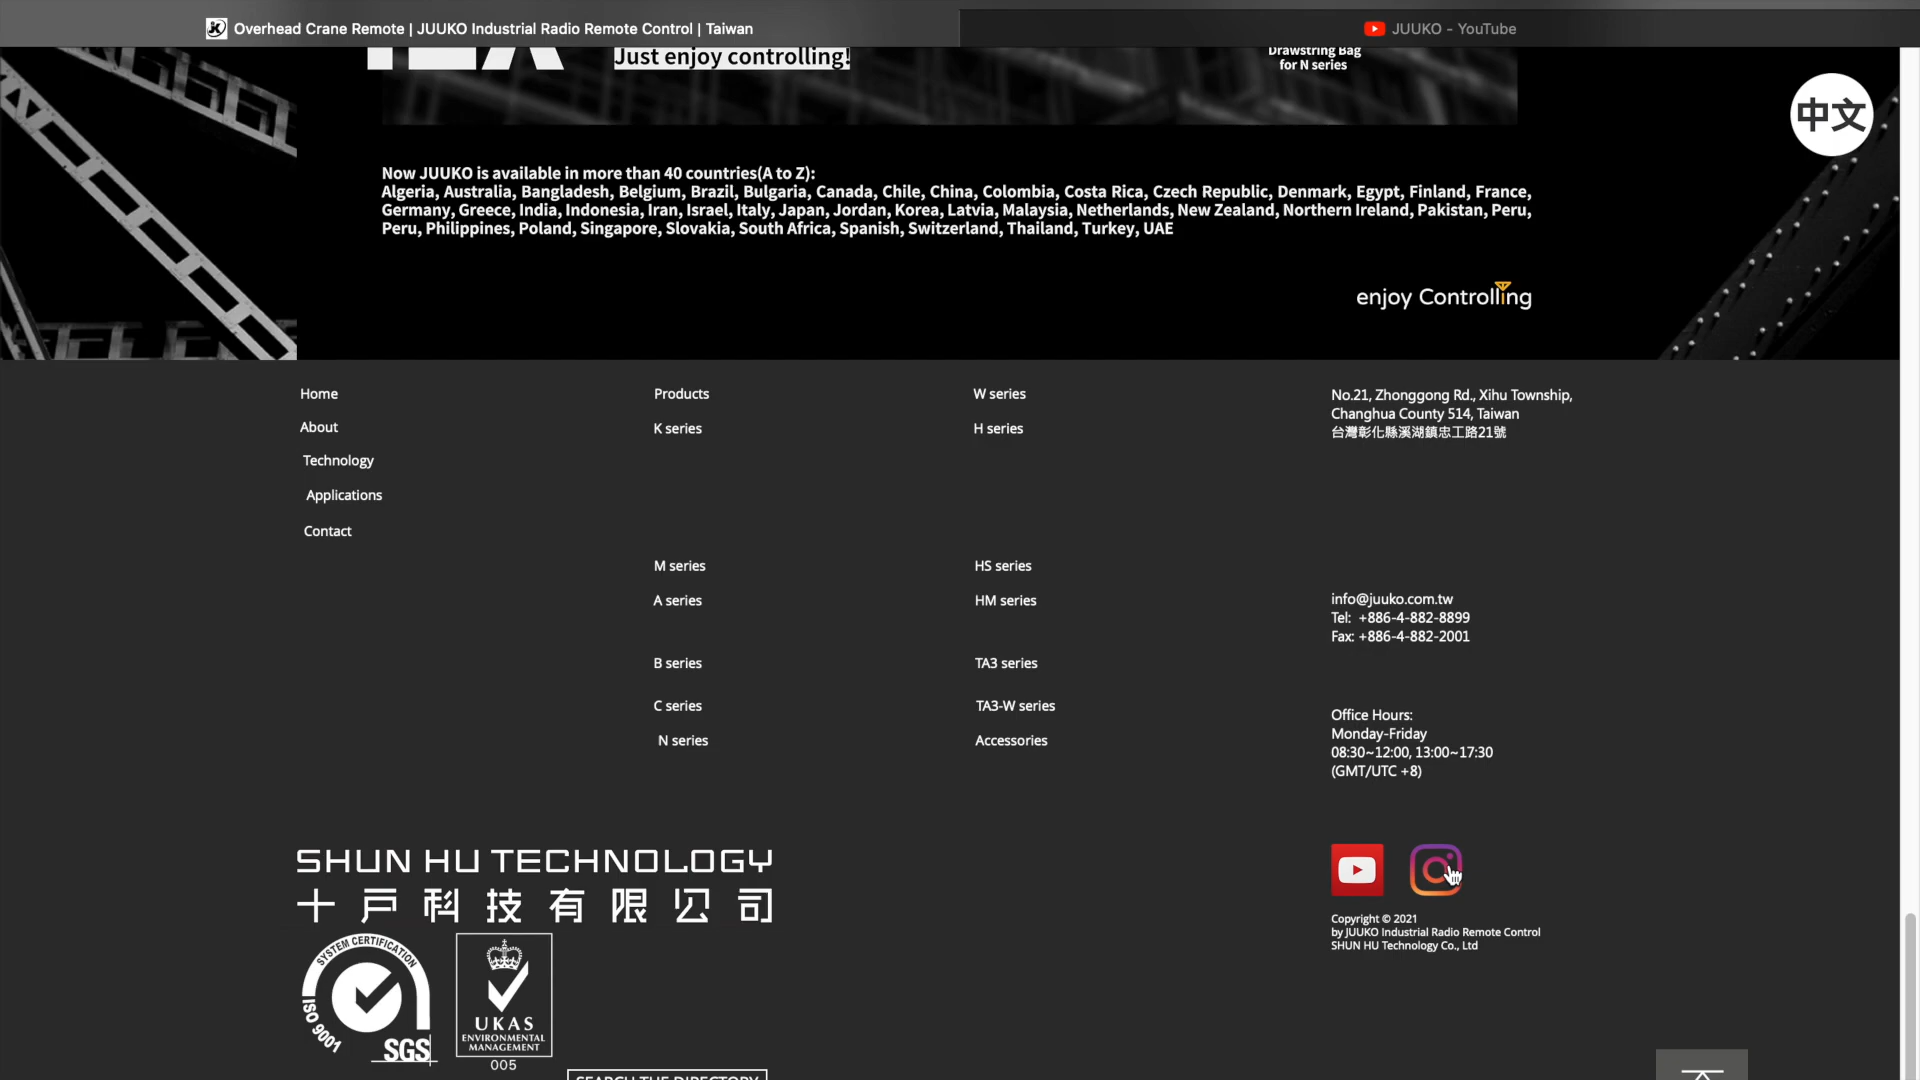 Overhead Crane Remote | JUUKO Industrial Radio Remote Control | Taiwan
JUUKO - YouTube
Just enjoy controlling!
Drawstring Bag
for N series
中文
Now JUUKO is available in more than 40 countries(A to Z):
Algeria, Australia, Bangladesh, Belgium, Brazil, Bulgaria, Canada, Chile, China, Colombia, Costa Rica, Czech Republic, Denmark, Egypt, Finland, France,
Germany, Greece, India, Indonesia, Iran, Israel, Italy, Japan, Jordan, Korea, Latvia, Malaysia, Netherlands, New Zealand, Northern Ireland, Pakistan, Peru,
Peru, Philippines, Poland, Singapore, Slovakia, South Africa, Spanish, Switzerland, Thailand, Turkey, UAE
enjoy Controlling
Home
About
Technology
Applications
Contact
Products
K series
M series
A series
B series
C series
N series
W series
H series
HS series
HM series
TA3 series
TA3-W series
Accessories
No.21, Zhonggong Rd., Xihu Township,
Changhua County 514, Taiwan
台灣彰化縣溪湖鎮忠工路21號
info@juuko.com.tw
Tel: +886-4-882-8899
Fax: +886-4-882-2001
Office Hours:
Monday-Friday
08:30~12:00, 13:00~17:30
(GMT/UTC +8)
SHUN HU TECHNOLOGY
十戶科技有限公司
SYSTEM CERTIFICATION
ISO 9001
SGS
UKAS
ENVIRONMENTAL
MANAGEMENT
005
Copyright © 2021
by JUUKO Industrial Radio Remote Control
SHUN HU Technology Co., Ltd
SEARCH THE DIRECTORY